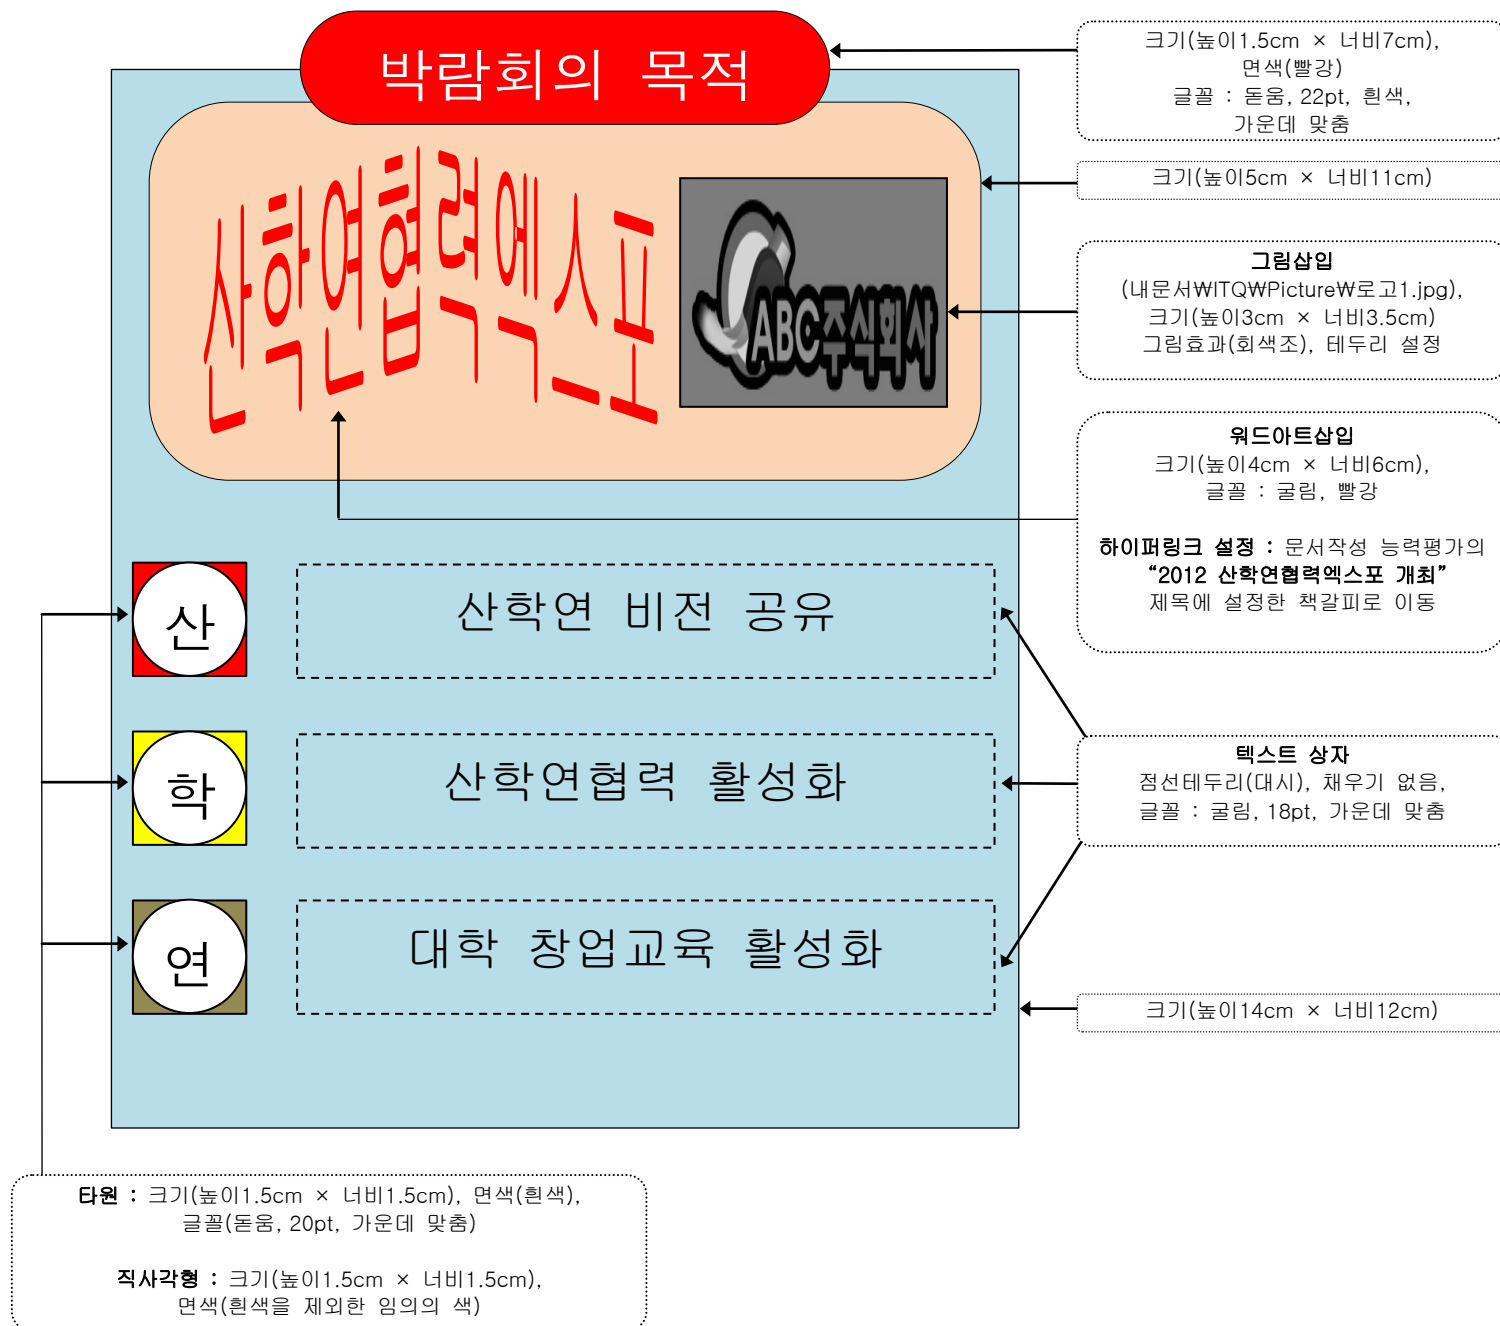 박람회의 목적
크기(높이1.5cm × 너비7cm),
면색(빨강)
글꼴 : 돋움, 22pt, 흰색,
가운데 맞춤
크기(높이5cm × 너비11cm)
산학연협력엑스포
ABC주식회사
그림삽입
(내문서₩ITQ₩Picture₩로고1.jpg),
크기(높이3cm × 너비3.5cm)
그림효과(회색조), 테두리 설정
워드아트삽입
크기(높이4cm × 너비6cm),
글꼴 : 굴림, 빨강
하이퍼링크 설정 : 문서작성 능력평가의
“2012 산학연협력엑스포 개최”
제목에 설정한 책갈피로 이동
산
산학연 비전 공유
학
산학연협력 활성화
텍스트 상자
점선테두리(대시), 채우기 없음,
글꼴 : 굴림, 18pt, 가운데 맞춤
연
대학 창업교육 활성화
크기(높이14cm × 너비12cm)
타원 : 크기(높이1.5cm × 너비1.5cm), 면색(흰색),
글꼴(돋움, 20pt, 가운데 맞춤)
직사각형 : 크기(높이1.5cm × 너비1.5cm),
면색(흰색을 제외한 임의의 색)